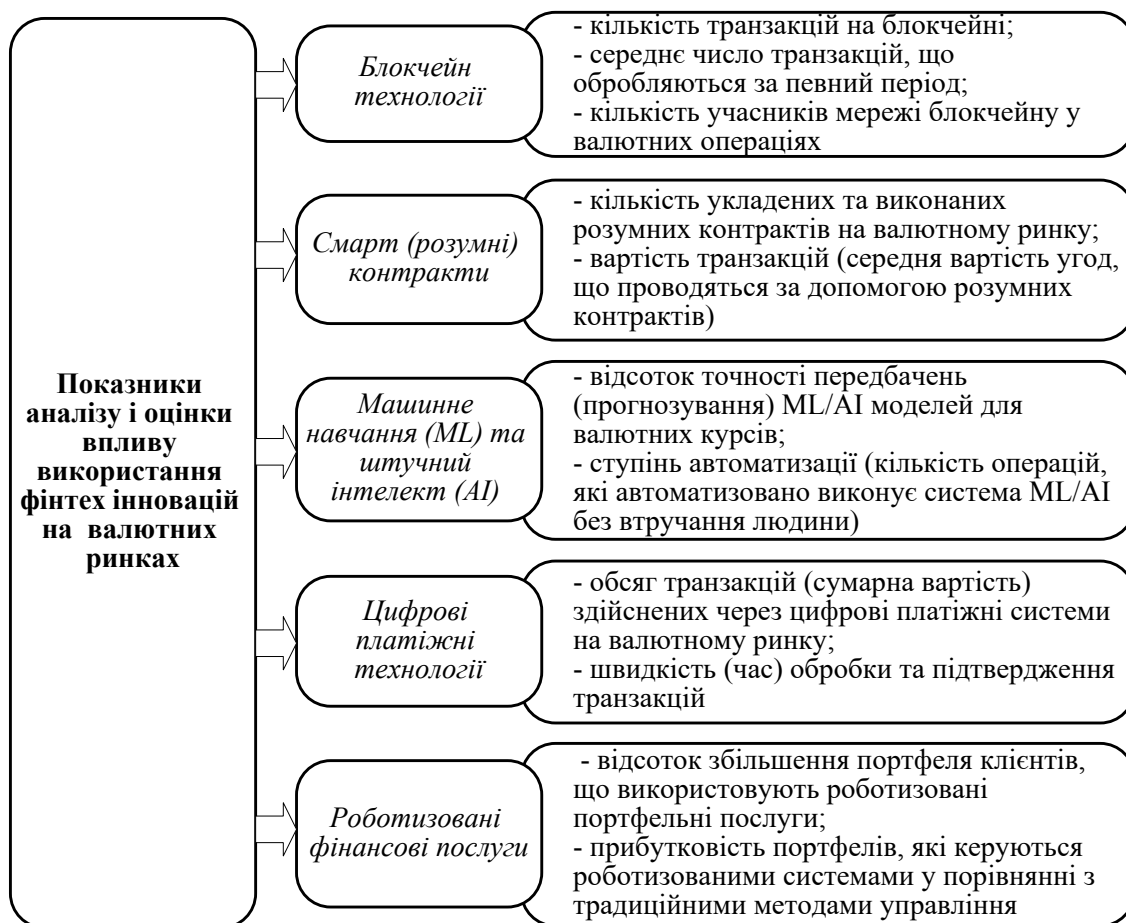 Показники
аналізу і оцінки
впливу
використання
фінтех інновацій
на валютних
ринках
Блокчейн
технології
- кількість транзакцій на блокчейні;
- середнє число транзакцій, що
обробляються за певний період;
- кількість учасників мережі блокчейну у
валютних операціях
Смарт (розумні)
контракти
- кількість укладених та виконаних
розумних контрактів на валютному ринку;
- вартість транзакцій (середня вартість угод,
що проводяться за допомогою розумних
контрактів)
Машинне
навчання (ML) та
штучний
інтелект (AI)
- відсоток точності передбачень
(прогнозування) ML/AI моделей для
валютних курсів;
- ступінь автоматизації (кількість операцій,
які автоматизовано виконує система ML/AI
без втручання людини)
Цифрові
платіжні
технології
- обсяг транзакцій (сумарна вартість)
здійснених через цифрові платіжні системи
на валютному ринку;
- швидкість (час) обробки та підтвердження
транзакцій
Роботизовані
фінансові послуги
- відсоток збільшення портфеля клієнтів,
що використовують роботизовані
портфельні послуги;
- прибутковість портфелів, які керуються
роботизованими системами у порівнянні з
традиційними методами управління